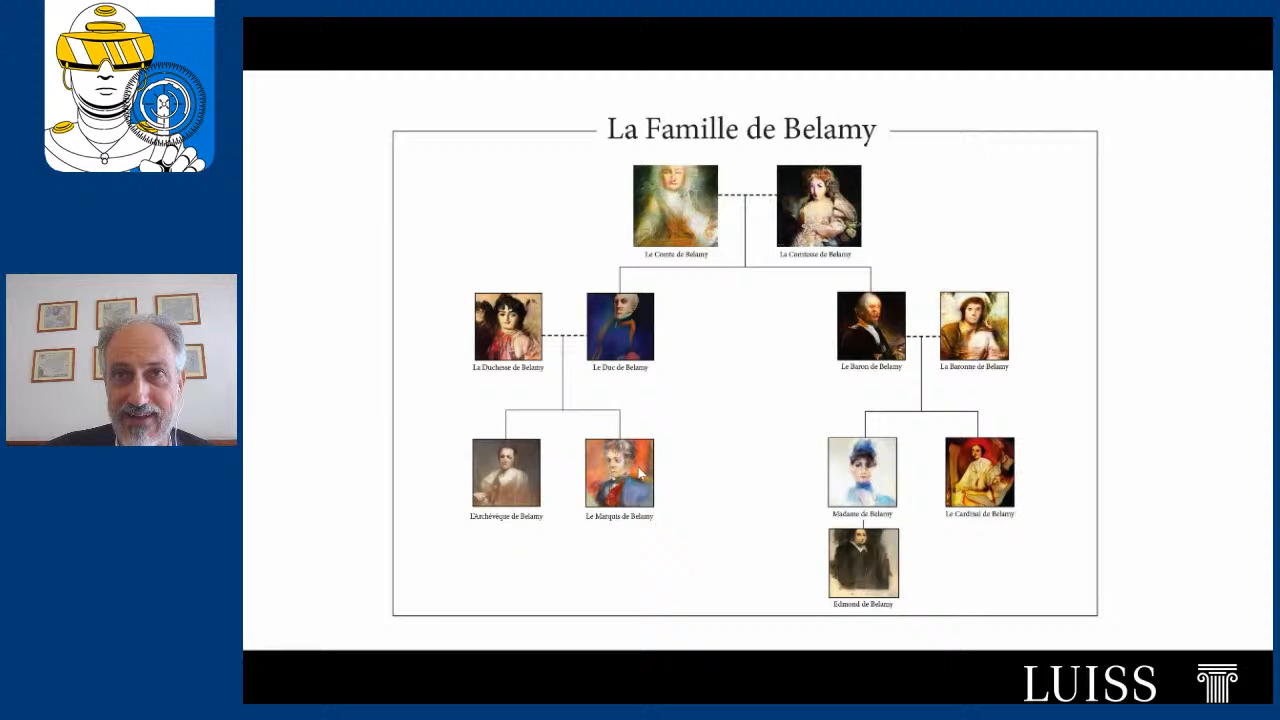 La Famille de Belamy
Le Comte de Belamy
La Comtesse de Belamy
La Duchesse de Belamy
Le Duc de Belamy
Le Baron de Belamy
La Baronne de Belamy
L'Archévêque de Belamy
Le Marquis de Belamy
Madame de Belamy
Le Cardinal de Belamy
Edmond de Belamy
LUISS